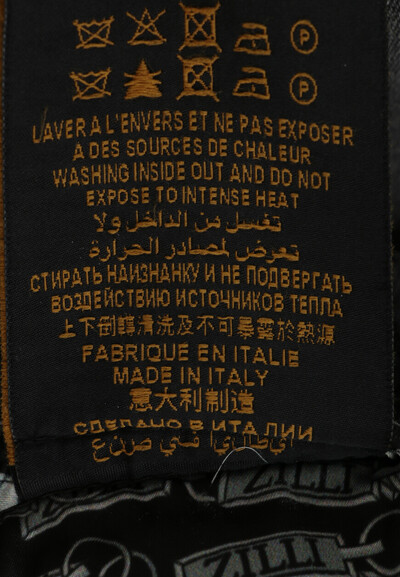 P
P
LAVER A L'ENVERS ET NE PAS EXPOSER
A DES SOURCES DE CHALEUR
WASHING INSIDE OUT AND DO NOT
EXPOSE TO INTENSE HEAT
تغسل من الداخل ولا
تعرض لمصادر الحرارة
СТИРАТЬ НАИЗНАНКУ И НЕ ПОДВЕРГАТЬ
ВОЗДЕЙСТВИЮ ИСТОЧНИКОВ ТЕПЛА
上下倒轉清洗及不可暴露於熱源
FABRIQUE EN ITALIE
MADE IN ITALY
意大利制造
СДЕЛАНО В ИТАЛИИ
صنع في إيطاليا
ZILLI
ZILLI